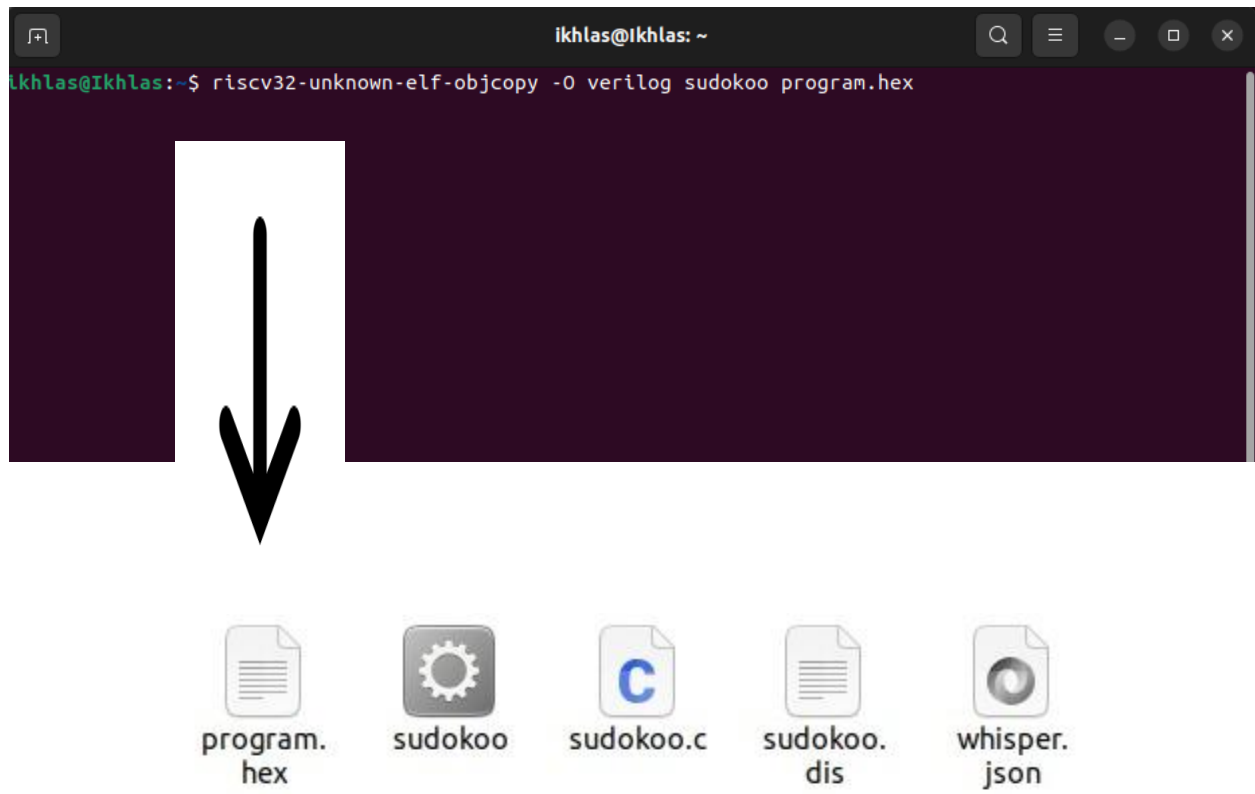 ikhlas@Ikhlas: ~
ikhlas@Ikhlas:~$ riscv32-unknown-elf-objcopy -O verilog sudokoo program.hex
program.
hex
sudokoo
sudokoo.c
sudokoo.
dis
whisper.
json